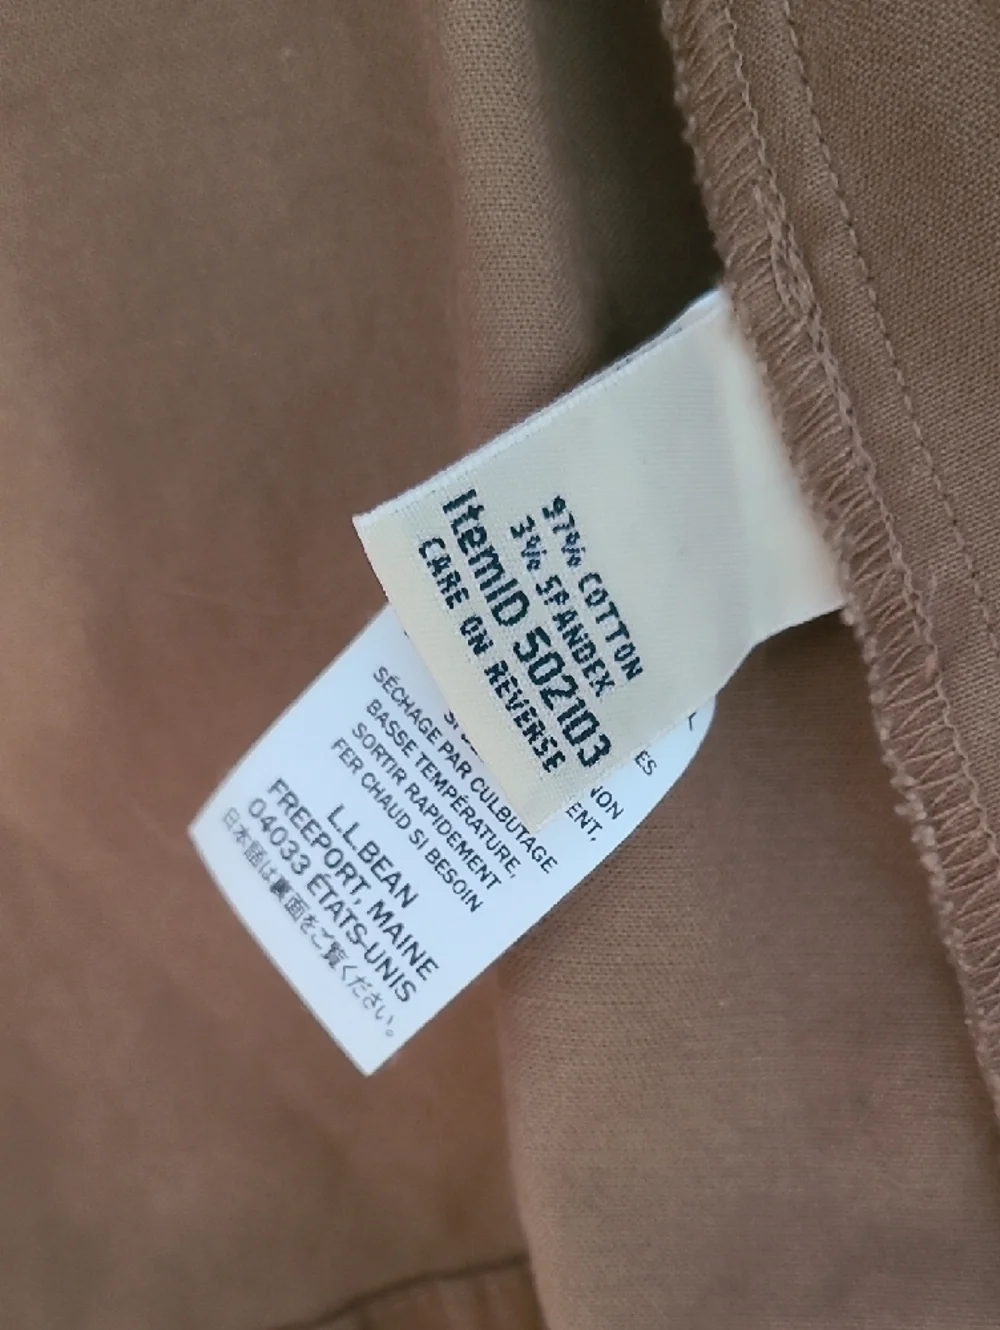 97% COTTON
3% SPANDEX
ItemID 502103
CARE ON REVERSE
ES
ENT,
SÉCHAGE PAR CULBUTAGE
BASSE TEMPÉRATURE,
SORTIR RAPIDEMENT
FER CHAUD SI BESOIN
L.L.BEAN
FREEPORT, MAINE
04033 ÉTATS-UNIS
日本語は裏面をご覧ください。